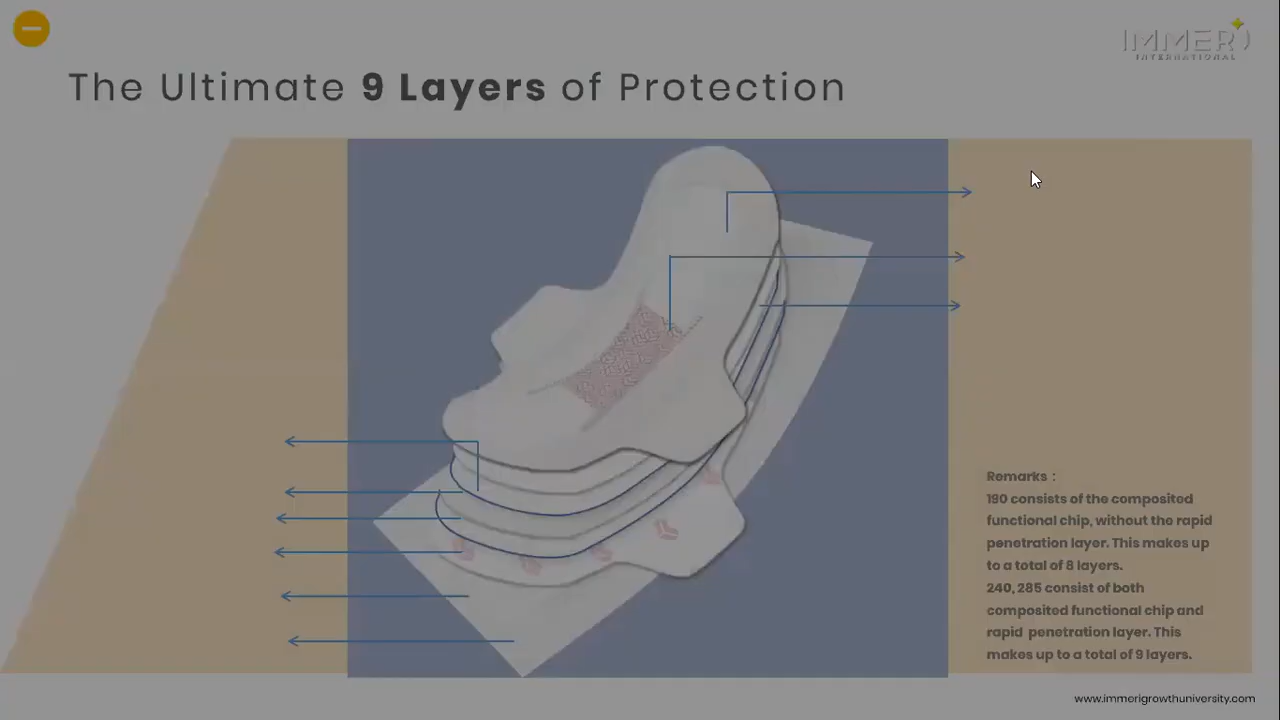 IMMERI
INTERNATIONAL
The Ultimate 9 Layers of Protection
Remarks :
190 consists of the composited
functional chip, without the rapid
penetration layer. This makes up
to a total of 8 layers.
240, 285 consist of both
composited functional chip and
rapid penetration layer. This
makes up to a total of 9 layers.
www.immerigrowthuniversity.com